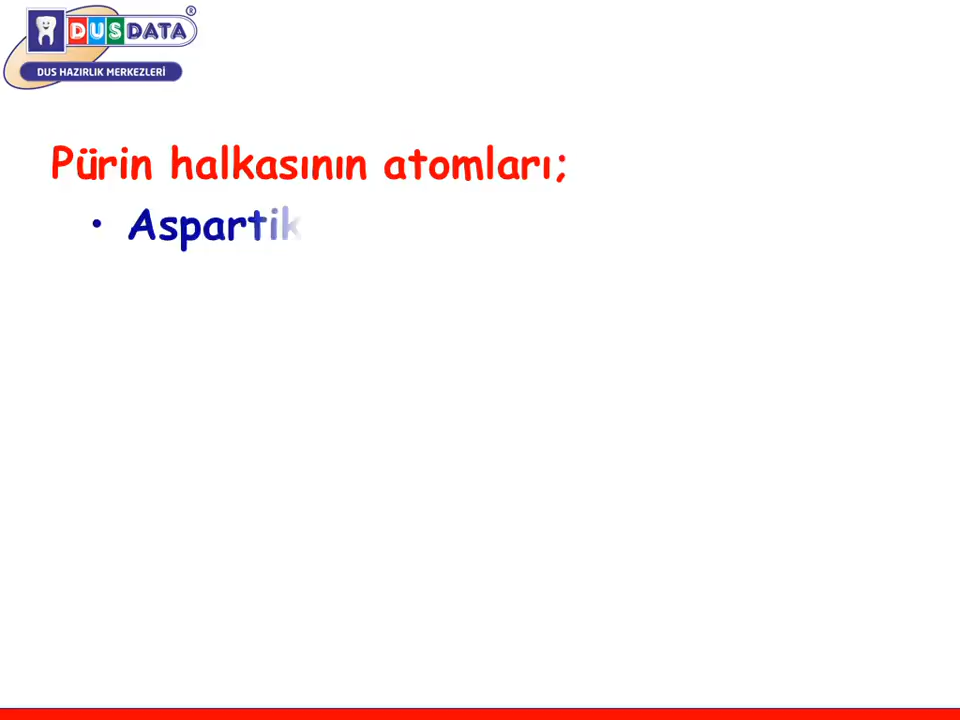 DUSDATA®
DUS HAZIRLIK MERKEZLERİ
Pürin halkasının atomları;
• Aspartik